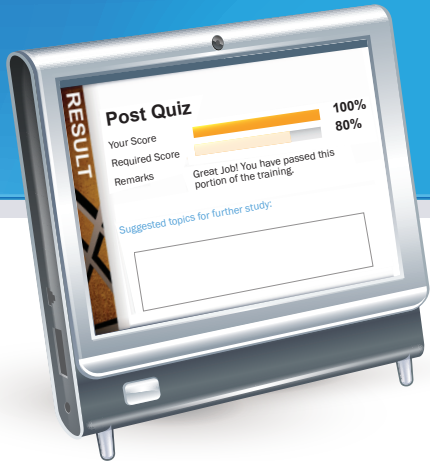 RESULT
Post Quiz
Your Score 100%
Required Score 80%
Remarks Great Job! You have passed this
portion of the training.
Suggested topics for further study: